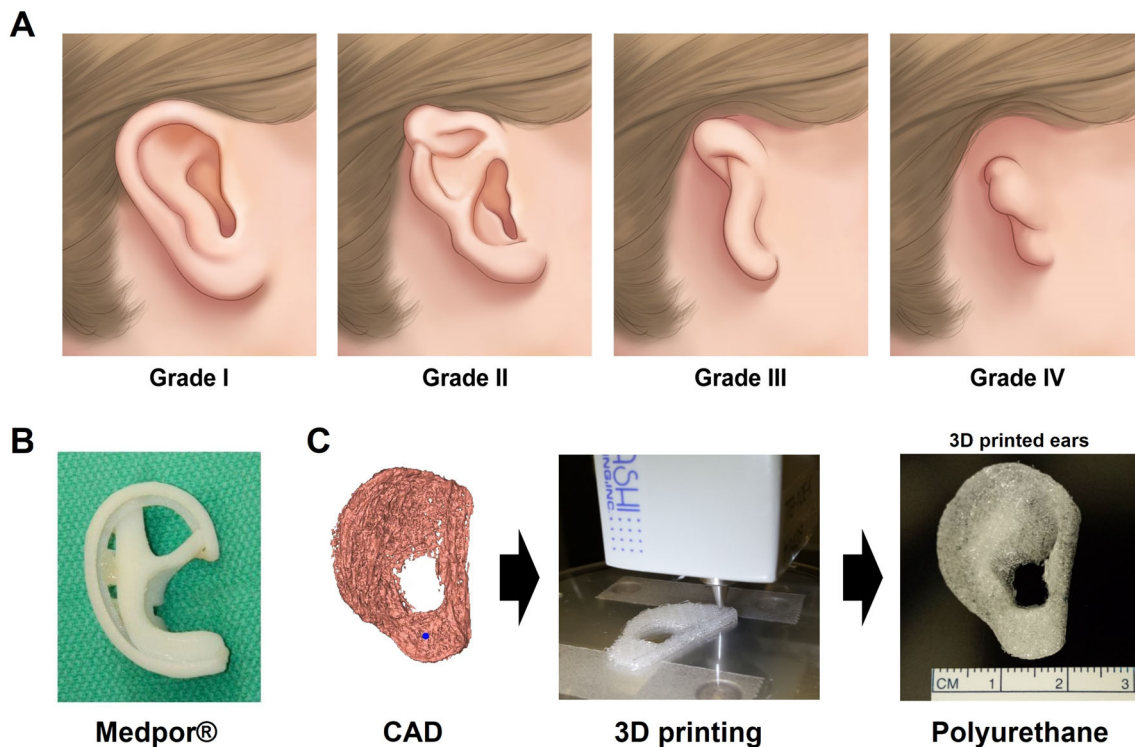 A
Grade I
Grade II
Grade III
Grade IV
B
C
3D printed ears
CM 1 2 3
Medpor®
CAD
3D printing
Polyurethane